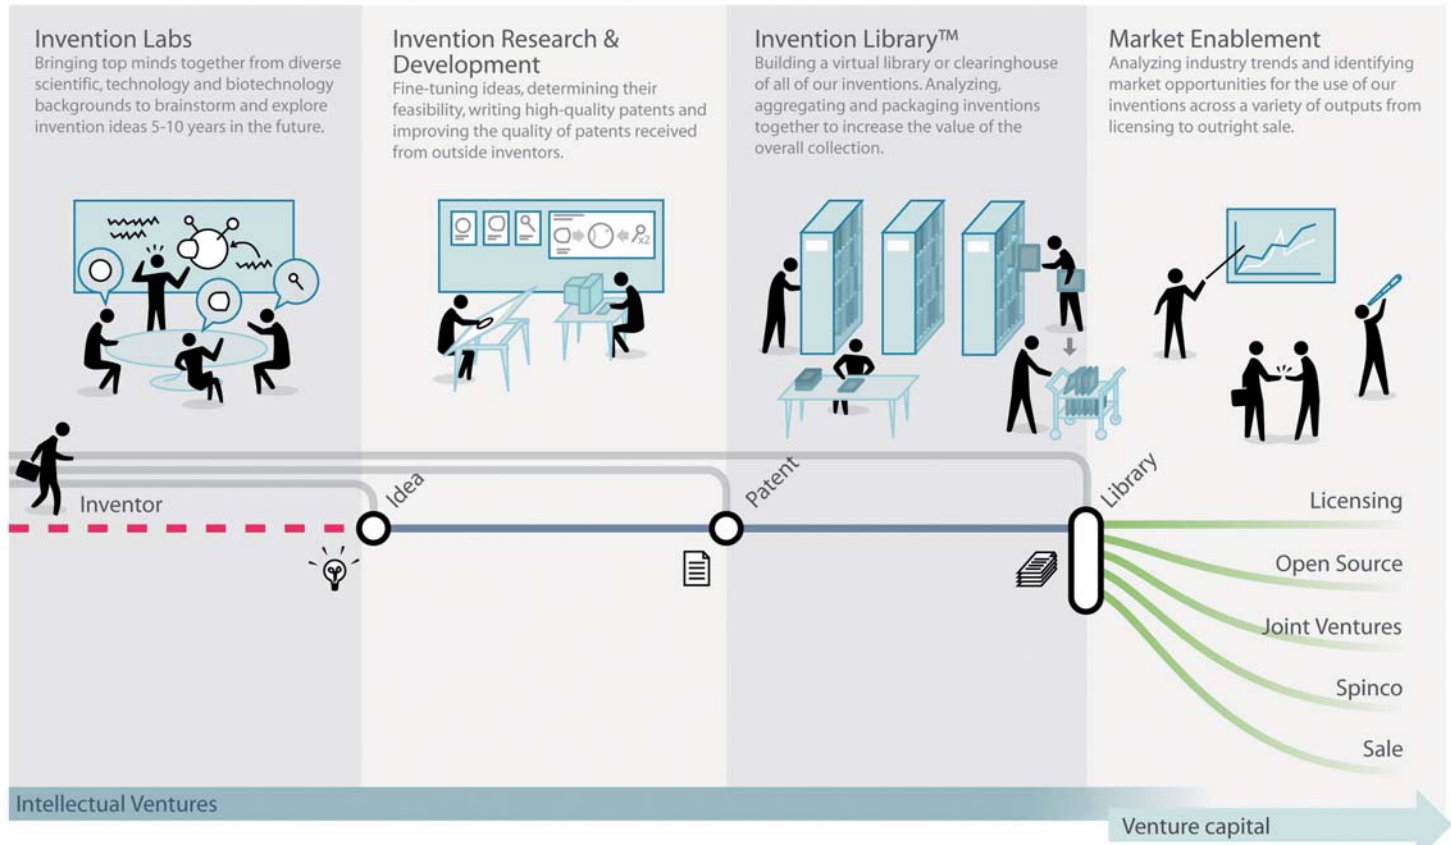 Invention Labs
Bringing top minds together from diverse
scientific, technology and biotechnology
backgrounds to brainstorm and explore
invention ideas 5-10 years in the future.
Invention Research &
Development
Fine-tuning ideas, determining their
feasibility, writing high-quality patents and
improving the quality of patents received
from outside inventors.
Invention Library™
Building a virtual library or clearinghouse
of all of our inventions. Analyzing,
aggregating and packaging inventions
together to increase the value of the
overall collection.
Market Enablement
Analyzing industry trends and identifying
market opportunities for the use of our
inventions across a variety of outputs from
licensing to outright sale.
x2
Inventor
Idea
Patent
Library
Licensing
Open Source
Joint Ventures
Spinco
Sale
Intellectual Ventures
Venture capital